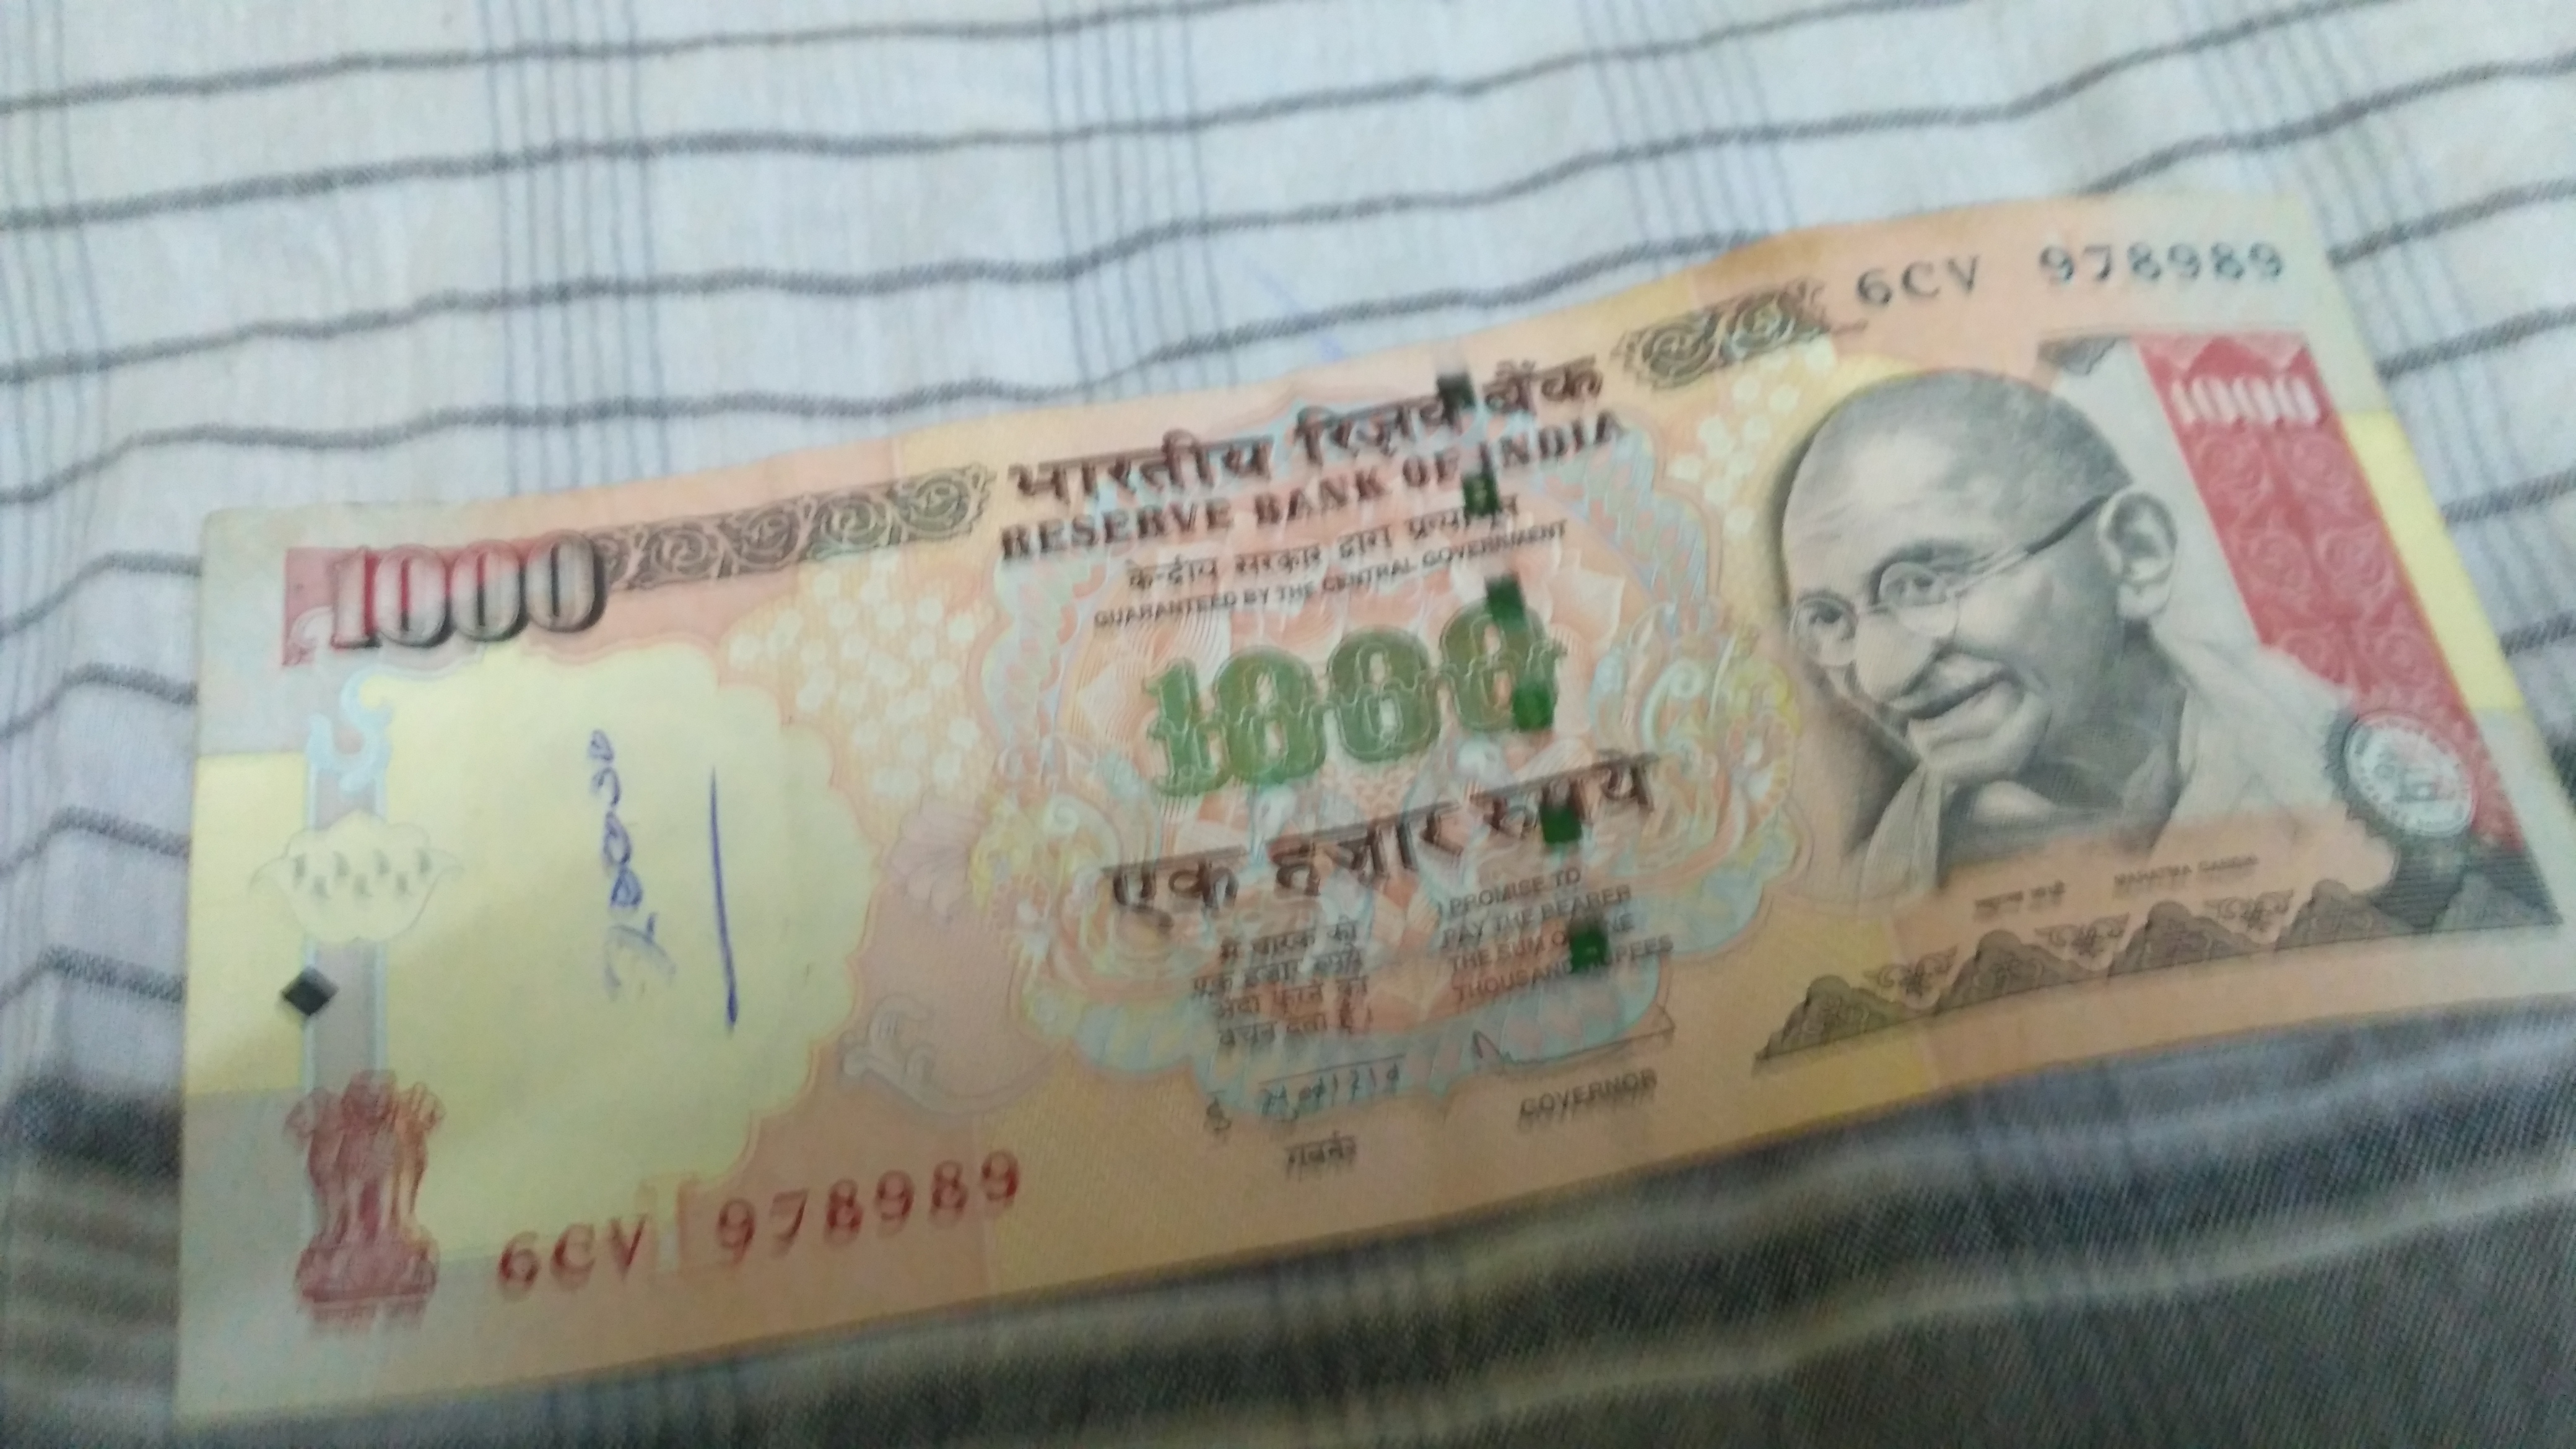 6CV 978989
1000
भारतीय रिज़र्व बैंक
RESERVE BANK OF INDIA
केन्द्रीय सरकार द्वारा प्रत्याभूत
GUARANTEED BY THE CENTRAL GOVERNMENT
1000
1000
एक हज़ार रुपये
मैं धारक को
एक हज़ार रुपये
अदा करने का
वचन देता हूँ।
I PROMISE TO
PAY THE BEARER
THE SUM OF ONE
THOUSAND RUPEES
गवर्नर
GOVERNOR
महात्मा गांधी
MAHATMA GANDHI
6CV 978989